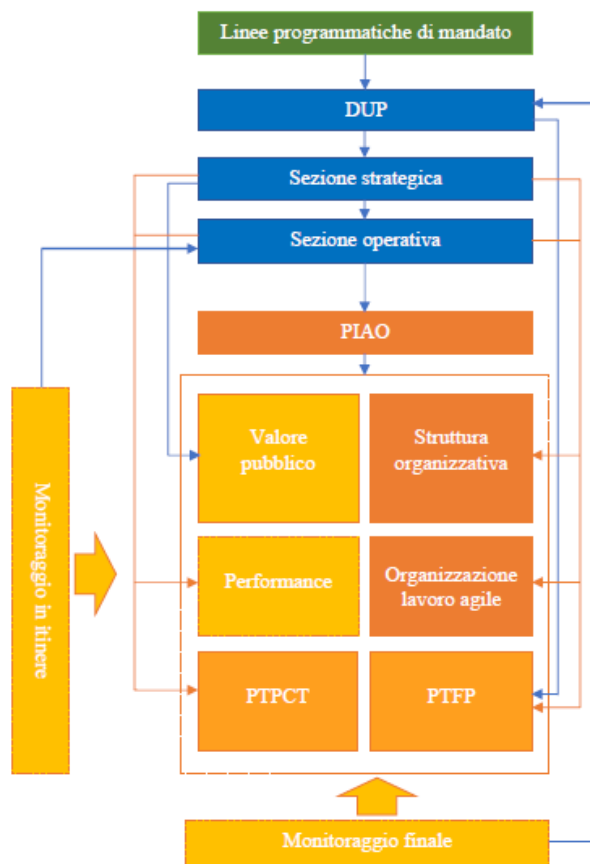 Linee programmatiche di mandato
DUP
Sezione strategica
Sezione operativa
PIAO
Valore
pubblico
Struttura
organizzativa
Monitoraggio in itinere
Performance
Organizzazione
lavoro agile
PTPCT
PTFP
Monitoraggio finale